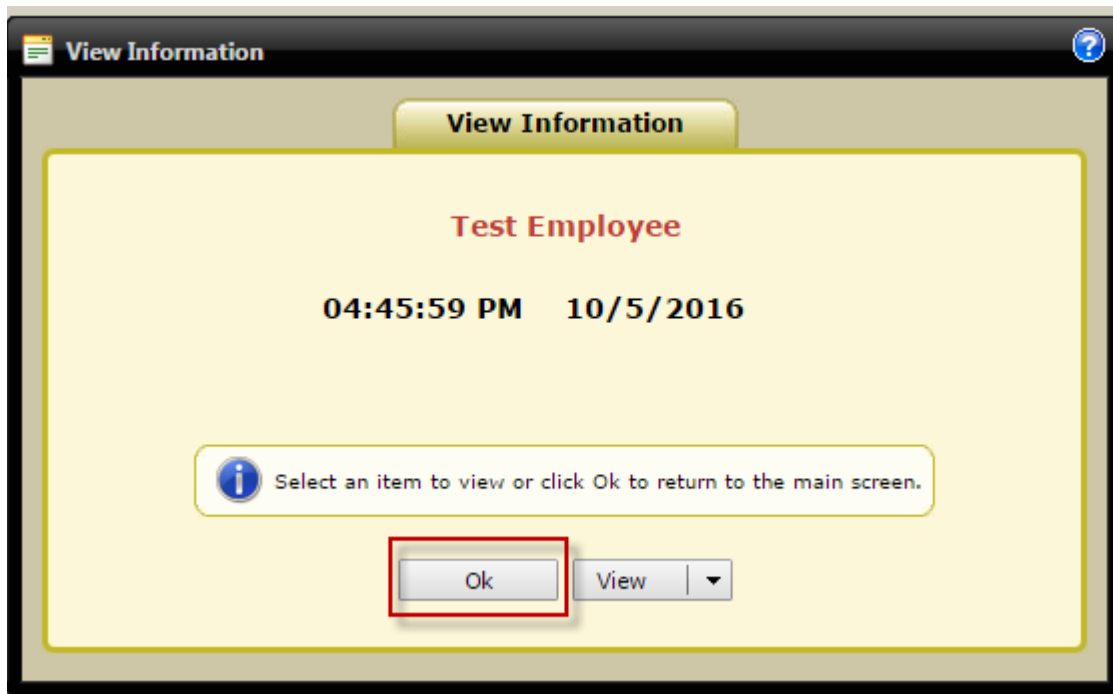 View Information
View Information
Test Employee
04:45:59 PM 10/5/2016
Select an item to view or click Ok to return to the main screen.
Ok View